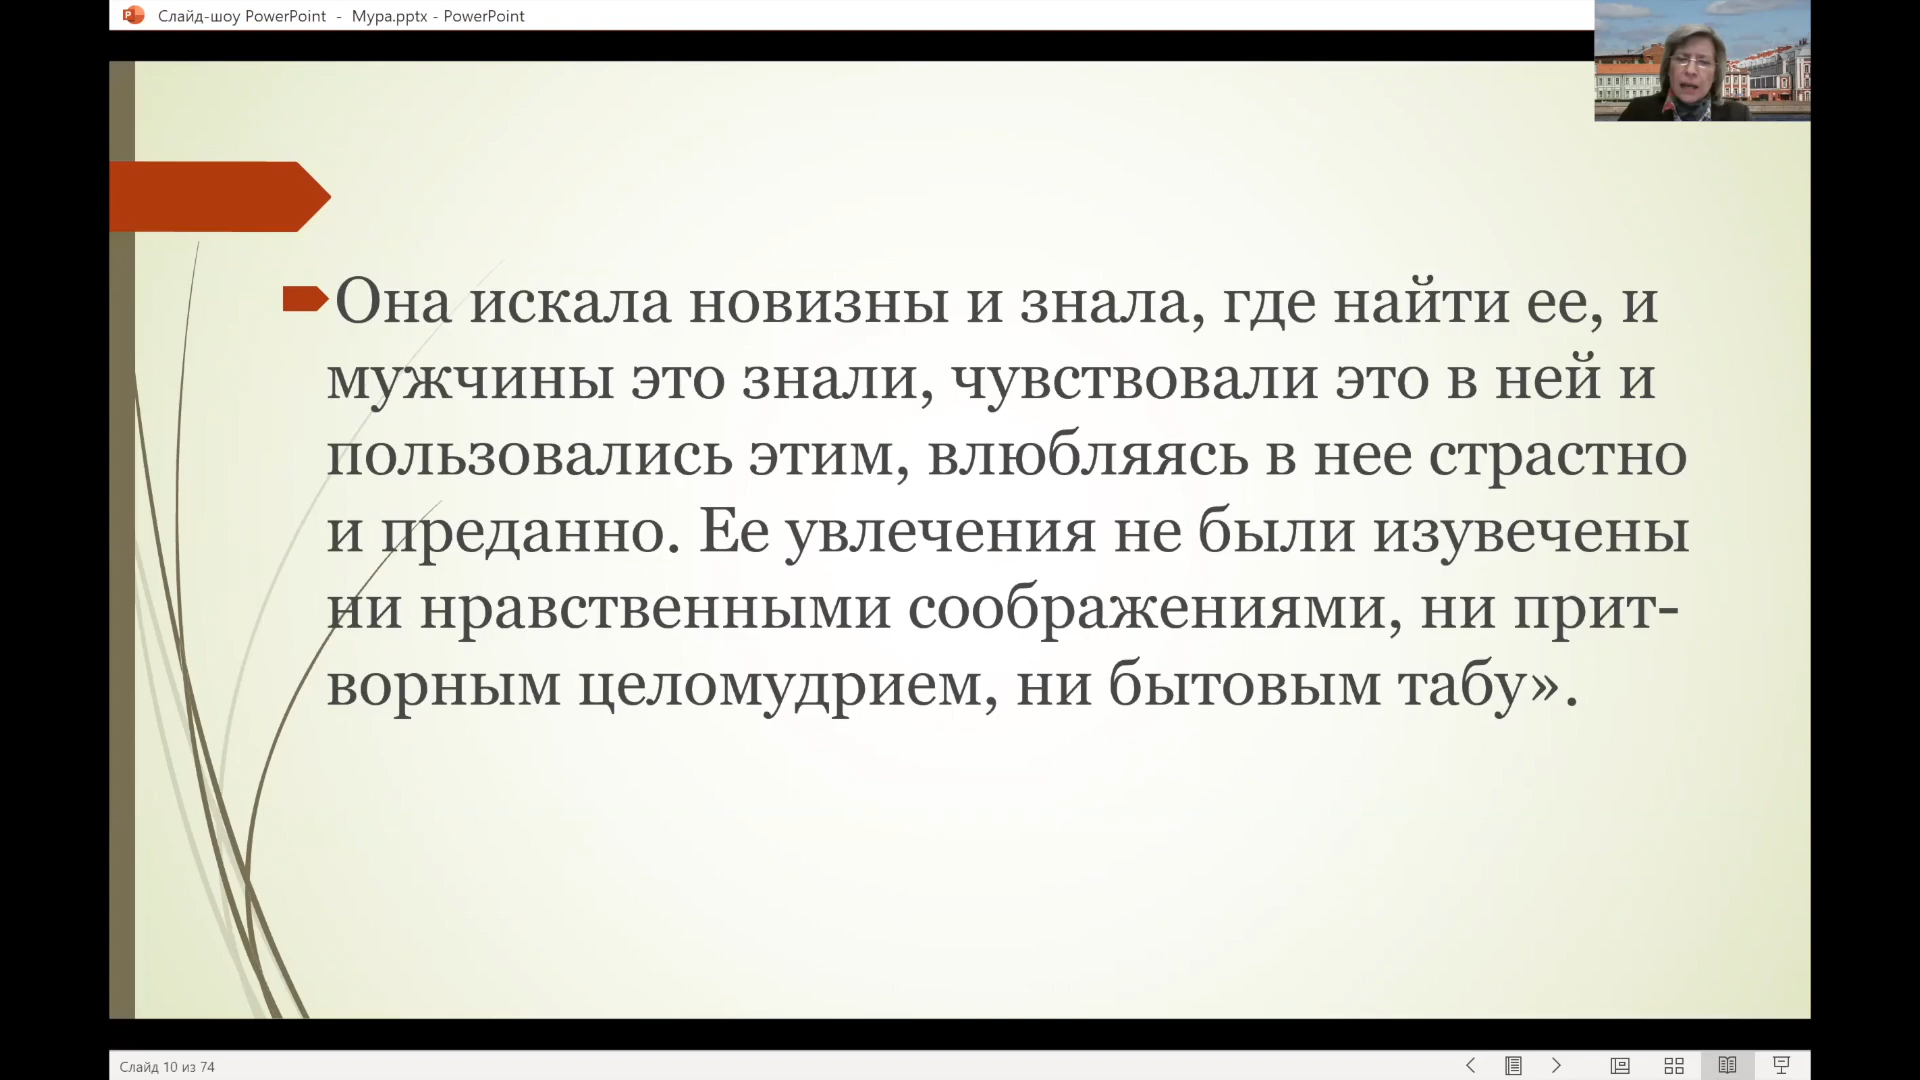 Слайд-шоу PowerPoint - Мура.pptx - PowerPoint
Она искала новизны и знала, где найти ее, и
мужчины это знали, чувствовали это в ней и
пользовались этим, влюбляясь в нее страстно
и преданно. Ее увлечения не были изувечены
ни нравственными соображениями, ни прит-
ворным целомудрием, ни бытовым табу».
Слайд 10 из 74